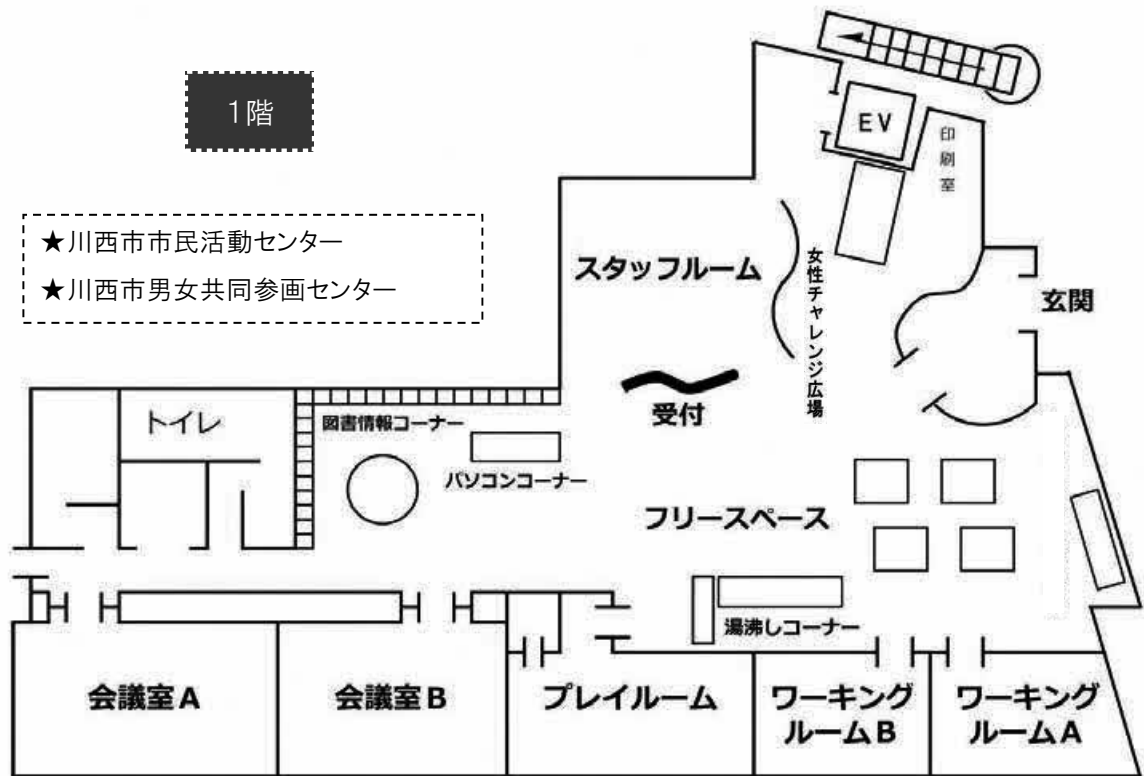 1階
★川西市市民活動センター
★川西市男女共同参画センター
EV
印刷室
スタッフルーム
女性チャレンジ広場
玄関
受付
トイレ
図書情報コーナー
パソコンコーナー
フリースペース
湯沸しコーナー
会議室A
会議室B
プレイルーム
ワーキング
ルームB
ワーキング
ルームA